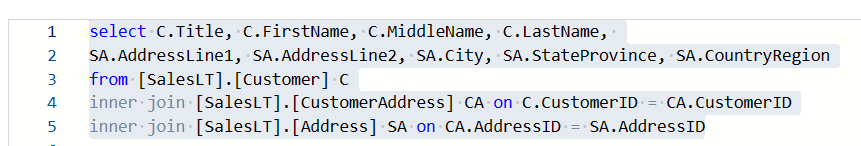 1 select C.Title, C.FirstName, C.MiddleName, C.LastName,
2 SA.AddressLine1, SA.AddressLine2, SA.City, SA.StateProvince, SA.CountryRegion
3 from [SalesLT].[Customer] C
4 inner join [SalesLT].[CustomerAddress] CA on C.CustomerID = CA.CustomerID
5 inner join [SalesLT].[Address] SA on CA.AddressID = SA.AddressID